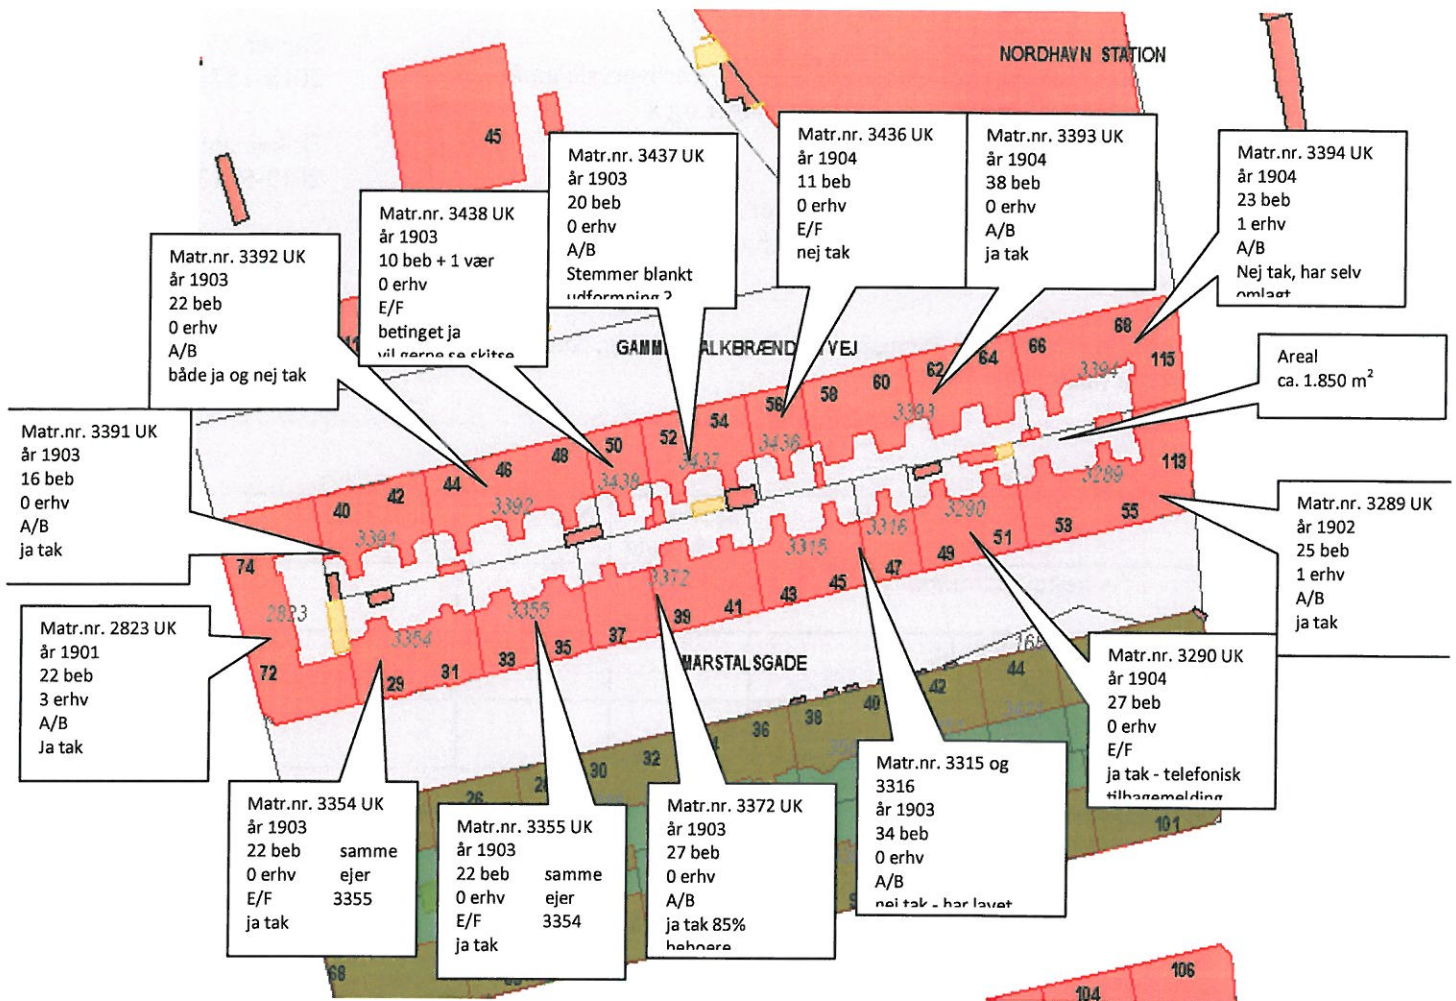 NORDHAVN STATION
45
Matr.nr. 3436 UK
år 1904
11 beb
0 erhv
E/F
nej tak
Matr.nr. 3393 UK
år 1904
38 beb
0 erhv
A/B
ja tak
Matr.nr. 3394 UK
år 1904
23 beb
1 erhv
A/B
Nej tak, har selv
omlagt
Matr.nr. 3437 UK
år 1903
20 beb
0 erhv
A/B
Stemmer blankt
udformning ?
Matr.nr. 3438 UK
år 1903
10 beb + 1 vær
0 erhv
E/F
betinget ja
vil gerne se skitse
Matr.nr. 3392 UK
år 1903
22 beb
0 erhv
A/B
både ja og nej tak
Areal
ca. 1.850 m²
Matr.nr. 3391 UK
år 1903
16 beb
0 erhv
A/B
ja tak
GAMM ALKBRÆND VEJ
40 42 44 46 48 50 52 54 56 58 60 62 64 66 68
115
113
3391 3392 3438 3437 3436 3393 3394
74
72
2823
3354 3355 3372 3315 3316 3290 3289
29 31 33 35 37 39 41 43 45 47 49 51 53 55
MARSTALSGADE
Matr.nr. 3289 UK
år 1902
25 beb
1 erhv
A/B
ja tak
Matr.nr. 2823 UK
år 1901
22 beb
3 erhv
A/B
Ja tak
Matr.nr. 3290 UK
år 1904
27 beb
0 erhv
E/F
ja tak - telefonisk
tilbagemelding
26 30 32 36 38 40 42 44
Matr.nr. 3315 og
3316
år 1903
34 beb
0 erhv
A/B
nej tak - har lavet
Matr.nr. 3354 UK
år 1903
22 beb samme
0 erhv ejer
E/F 3355
ja tak
Matr.nr. 3355 UK
år 1903
22 beb samme
0 erhv ejer
E/F 3354
ja tak
Matr.nr. 3372 UK
år 1903
27 beb
0 erhv
A/B
ja tak 85%
beboere
101
68
106
104